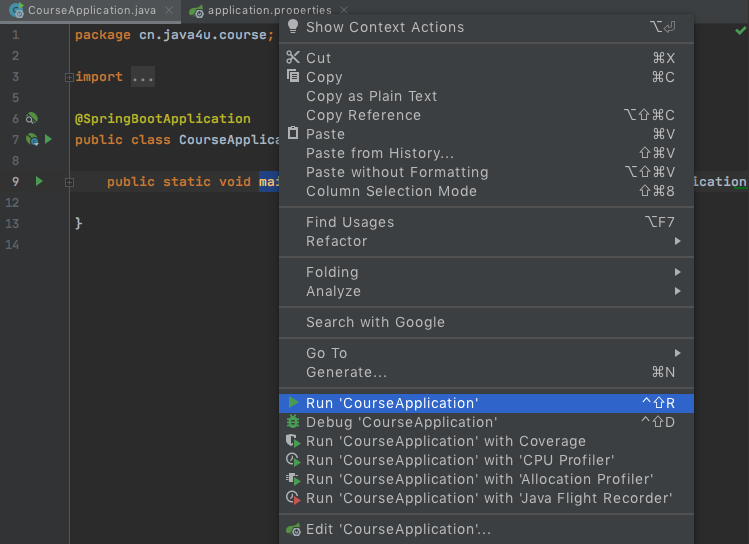 CourseApplication.java
application.properties
1 package cn.java4u.course;
2
3 import ...
5
6 @SpringBootApplication
7 public class CourseApplica
8
9 public static void mai ication
12
13 }
14
Show Context Actions ⌥⏎
Cut ⌘X
Copy ⌘C
Copy as Plain Text
Copy Reference ⌥⇧⌘C
Paste ⌘V
Paste from History... ⇧⌘V
Paste without Formatting ⌥⇧⌘V
Column Selection Mode ⇧⌘8
Find Usages ⌥F7
Refactor
Folding
Analyze
Search with Google
Go To
Generate... ⌘N
Run 'CourseApplication' ^⇧R
Debug 'CourseApplication' ^⇧D
Run 'CourseApplication' with Coverage
Run 'CourseApplication' with 'CPU Profiler'
Run 'CourseApplication' with 'Allocation Profiler'
Run 'CourseApplication' with 'Java Flight Recorder'
Edit 'CourseApplication'...